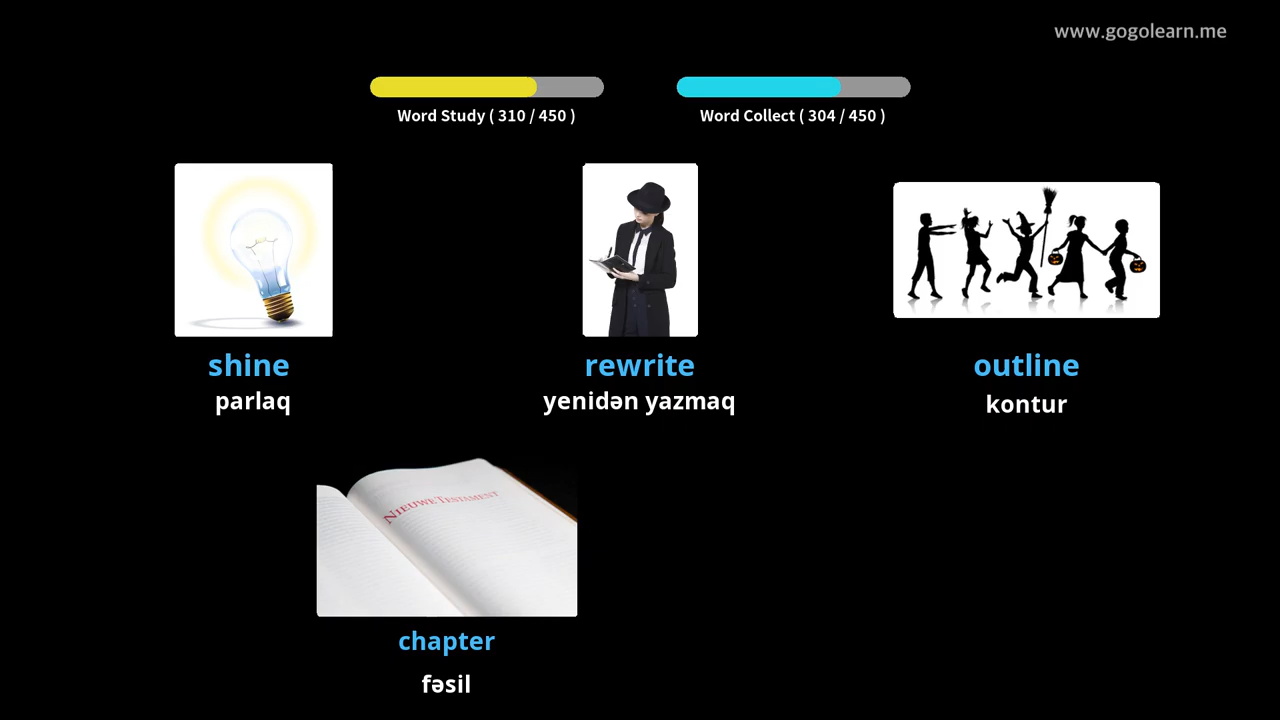 www.gogolearn.me
Word Study ( 310 / 450 )
Word Collect ( 304 / 450 )
shine
parlaq
rewrite
yenidən yazmaq
outline
kontur
NIEUWE TESTAMENT
chapter
fəsil